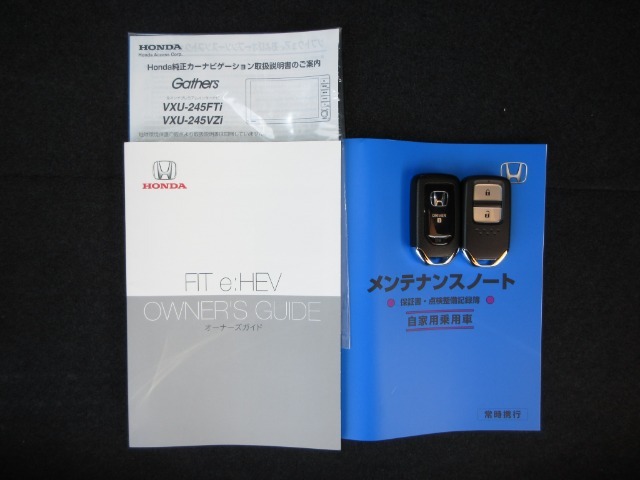 HONDA
Honda Access Corp.
Honda純正カーナビゲーション取扱説明書のご案内
Gathers
VXU-245FTi
VXU-245VZi
HONDA
FIT e:HEV
OWNER'S GUIDE
オーナーズガイド
メンテナンスノート
保証書・点検整備記録簿
自家用乗用車
常時携行